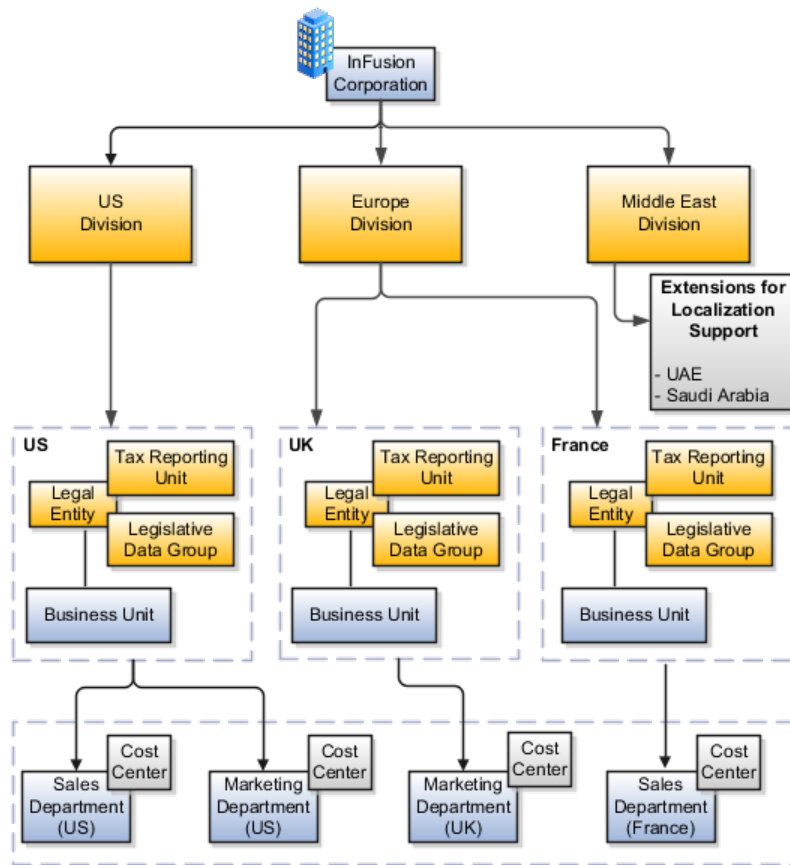 InFusion
Corporation
US
Division
Europe
Division
Middle East
Division
Extensions for
Localization
Support
- UAE
- Saudi Arabia
US
Tax Reporting
Unit
Legal
Entity
Legislative
Data Group
Business Unit
UK
Tax Reporting
Unit
Legal
Entity
Legislative
Data Group
Business Unit
France
Tax Reporting
Unit
Legal
Entity
Legislative
Data Group
Business Unit
Cost
Center
Sales
Department
(US)
Cost
Center
Marketing
Department
(US)
Cost
Center
Marketing
Department
(UK)
Cost
Center
Sales
Department
(France)